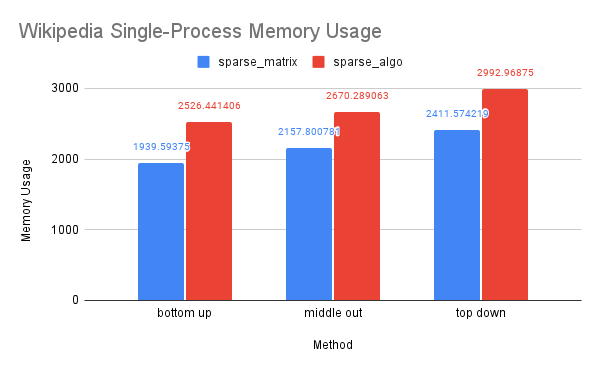 Wikipedia Single-Process Memory Usage
sparse_matrix sparse_algo
3000
2000
1000
0
Memory Usage
1939.59375
2526.441406
2157.800781
2670.289063
2411.574219
2992.96875
bottom up
middle out
top down
Method